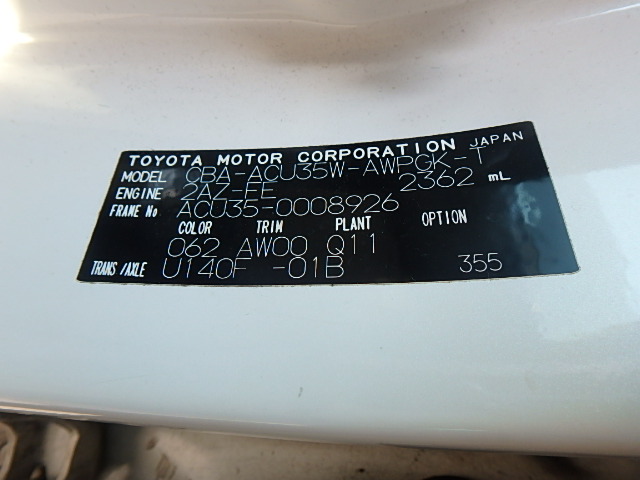 TOYOTA MOTOR CORPORATION JAPAN
MODEL CBA-ACU35W-AWPGK-T
ENGINE 2AZ-FE 2362 mL
FRAME No ACU35-0008926
COLOR TRIM PLANT OPTION
062 AW00 Q11
TRANS/AXLE U140F -01B 355